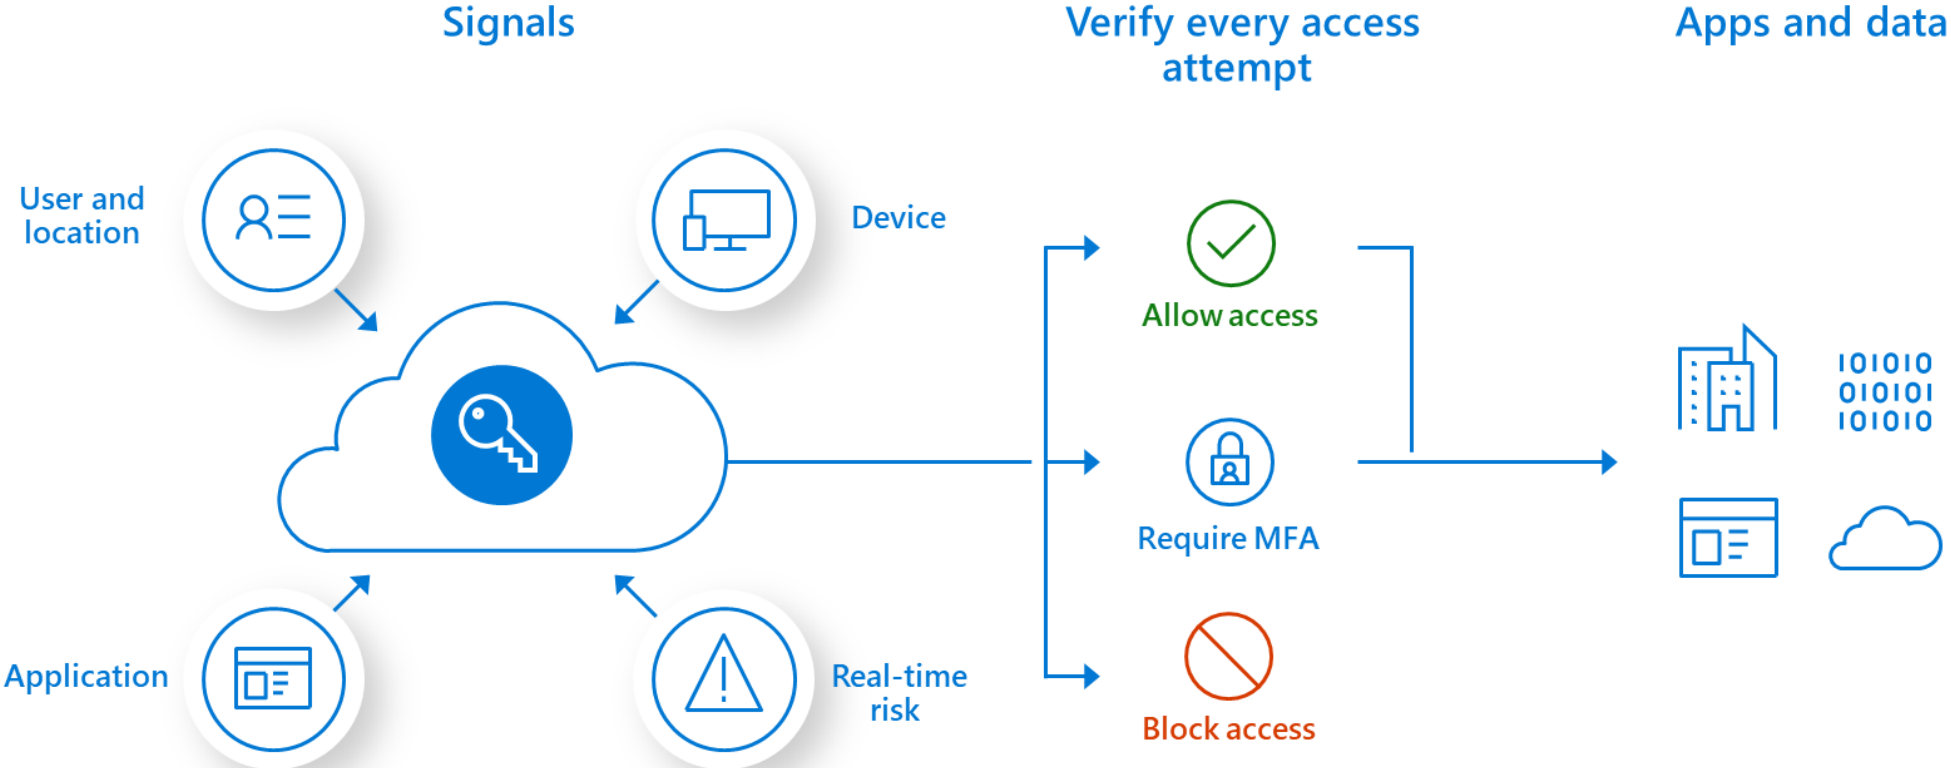 Signals
Verify every access
attempt
Apps and data
User and
location
Device
Application
Real-time
risk
Allow access
Require MFA
Block access
101010
010101
101010